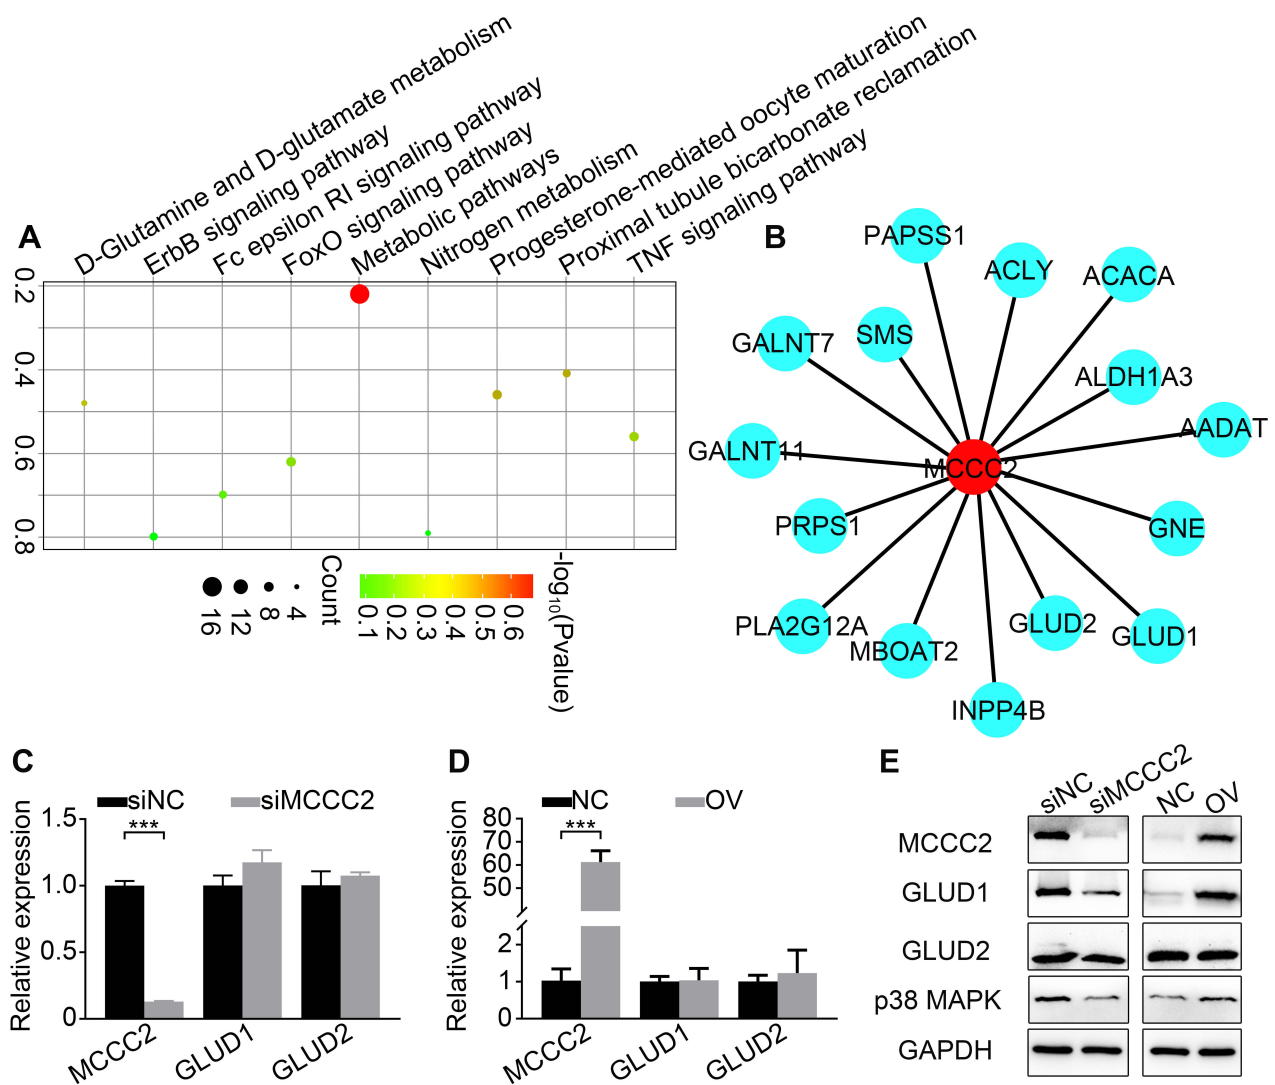 A
D-Glutamine and D-glutamate metabolism
ErbB signaling pathway
Fc epsilon RI signaling pathway
FoxO signaling pathway
Metabolic pathways
Nitrogen metabolism
Progesterone-mediated oocyte maturation
Proximal tubule bicarbonate reclamation
TNF signaling pathway
0.2
0.4
0.6
0.8
16
12
8
4
Count
0.1
0.2
0.3
0.4
0.5
0.6
-log10(Pvalue)
B
PAPSS1
ACLY
ACACA
GALNT7
SMS
ALDH1A3
AADAT
GALNT11
MCCC2
PRPS1
GNE
PLA2G12A
MBOAT2
GLUD2
GLUD1
INPP4B
C
siNC
siMCCC2
Relative expression
1.5
1.0
0.5
0
***
MCCC2
GLUD1
GLUD2
D
NC
OV
Relative expression
80
70
60
50
2
1
0
***
MCCC2
GLUD1
GLUD2
E
siNC
siMCCC2
NC
OV
MCCC2
GLUD1
GLUD2
p38 MAPK
GAPDH